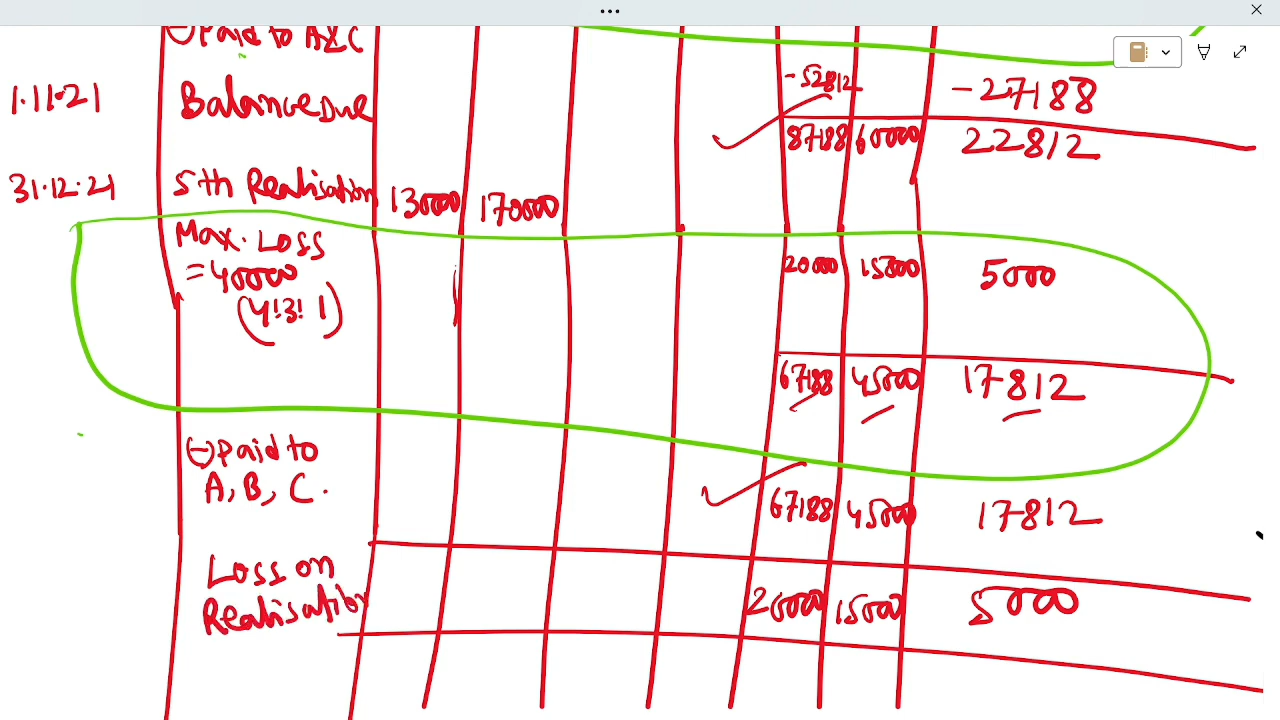 (-) Paid to A&C
-52812 -27188
1.11.21 Balance Due 87188 60000 22812
31.12.21 5th Realisation 130000 170000
Max. Loss 20000 15000 5000
= 40000
(4:3:1)
67188 45000 17812
(-) Paid to
A, B, C. 67188 45000 17812
Loss on
Realisation 20000 15000 5000